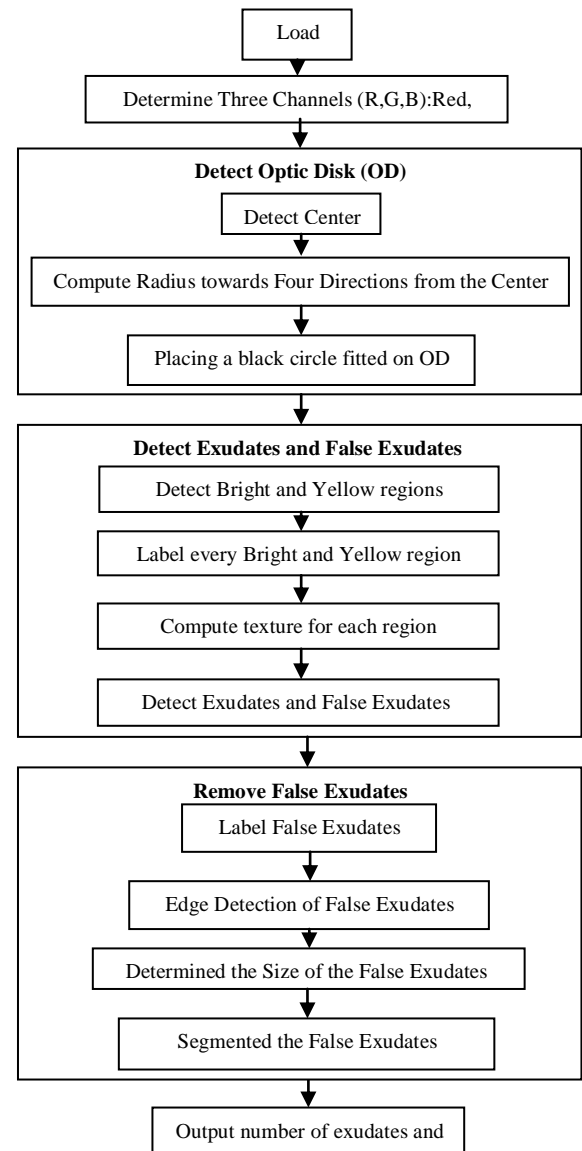 Load
Determine Three Channels (R,G,B):Red,
Detect Optic Disk (OD)
Detect Center
Compute Radius towards Four Directions from the Center
Placing a black circle fitted on OD
Detect Exudates and False Exudates
Detect Bright and Yellow regions
Label every Bright and Yellow region
Compute texture for each region
Detect Exudates and False Exudates
Remove False Exudates
Label False Exudates
Edge Detection of False Exudates
Determined the Size of the False Exudates
Segmented the False Exudates
Output number of exudates and